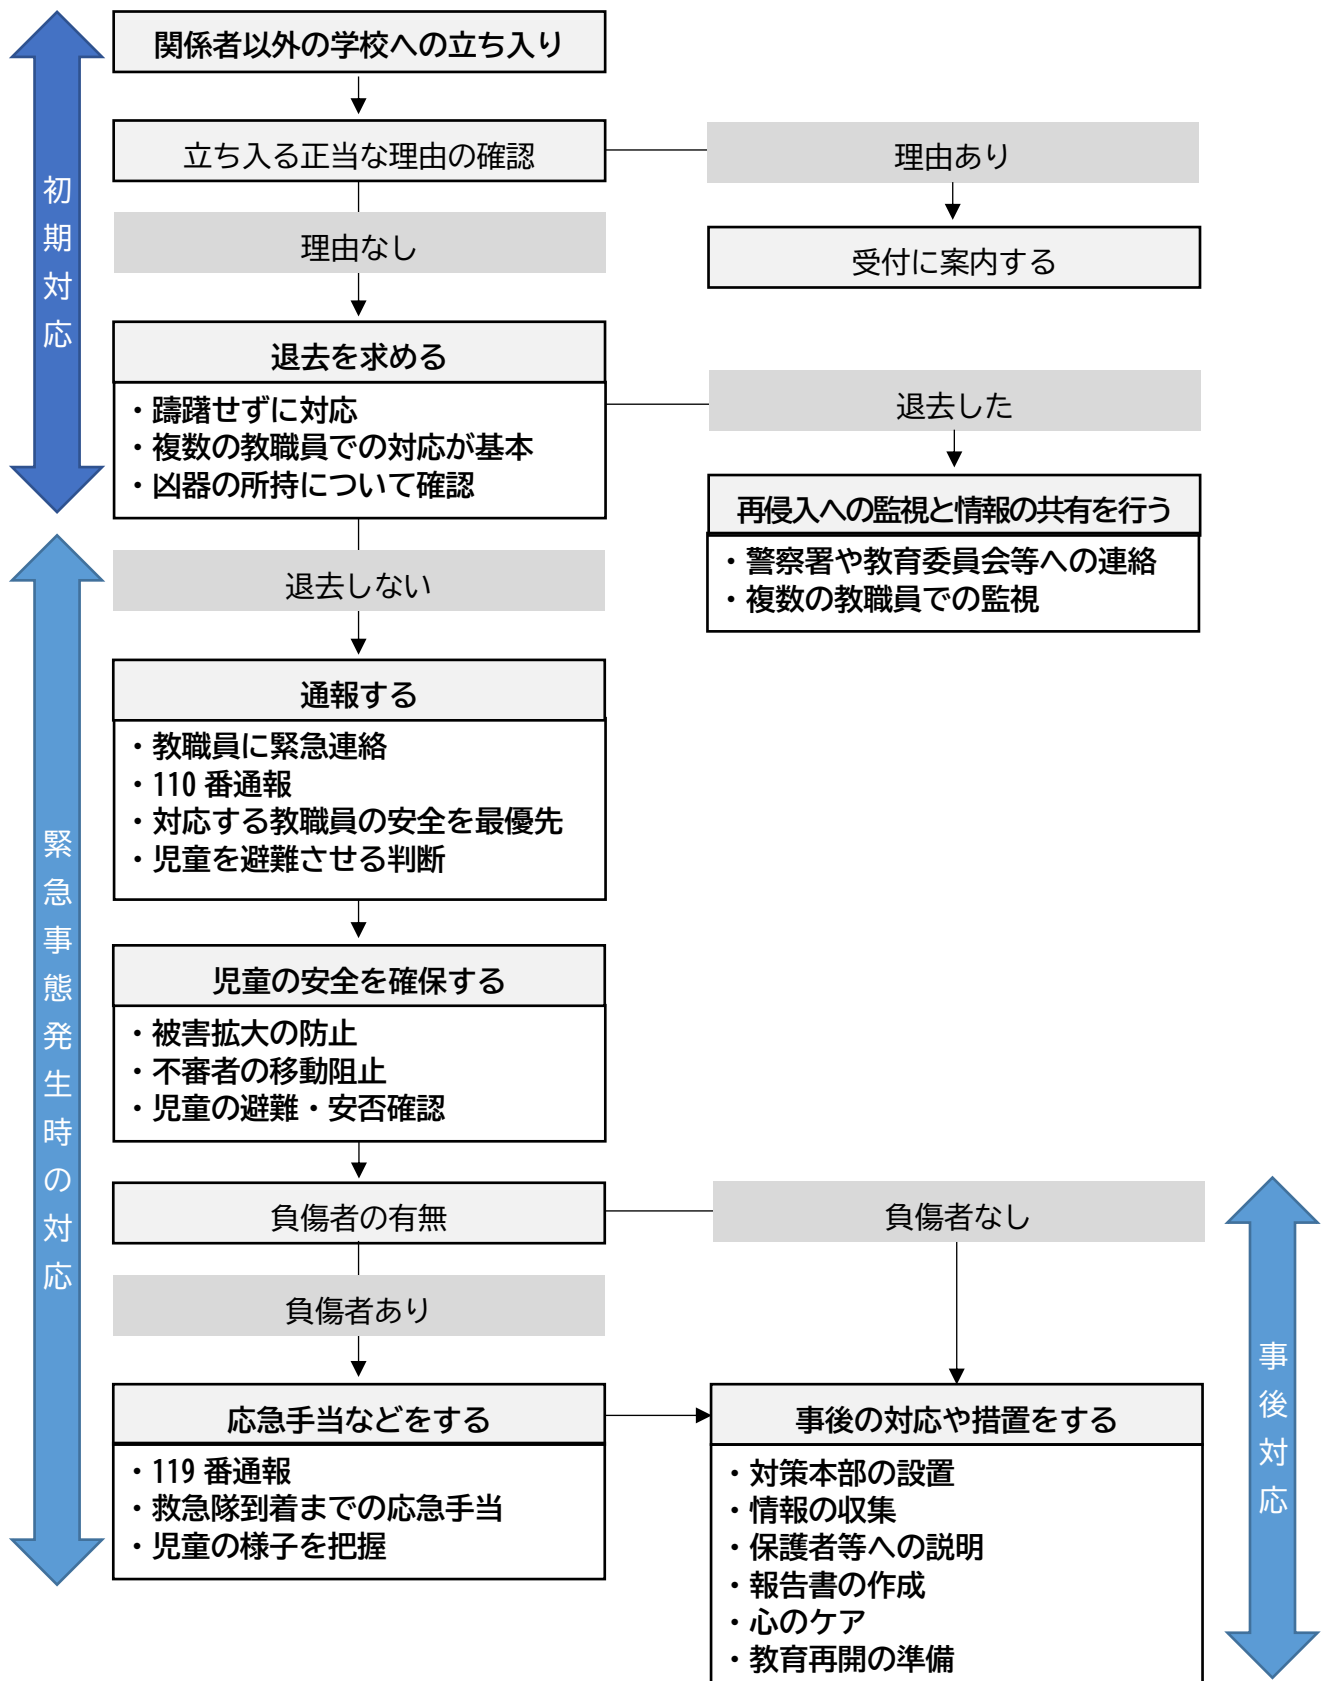 関係者以外の学校への立ち入り
立ち入る正当な理由の確認
理由あり
理由なし
受付に案内する
初期対応
退去を求める
・躊躇せずに対応
・複数の教職員での対応が基本
・凶器の所持について確認
退去した
再侵入への監視と情報の共有を行う
・警察署や教育委員会等への連絡
・複数の教職員での監視
退去しない
通報する
・教職員に緊急連絡
・110 番通報
・対応する教職員の安全を最優先
・児童を避難させる判断
緊急事態発生時の対応
児童の安全を確保する
・被害拡大の防止
・不審者の移動阻止
・児童の避難・安否確認
負傷者の有無
負傷者なし
負傷者あり
応急手当などをする
・119 番通報
・救急隊到着までの応急手当
・児童の様子を把握
事後の対応や措置をする
・対策本部の設置
・情報の収集
・保護者等への説明
・報告書の作成
・心のケア
・教育再開の準備
事後対応